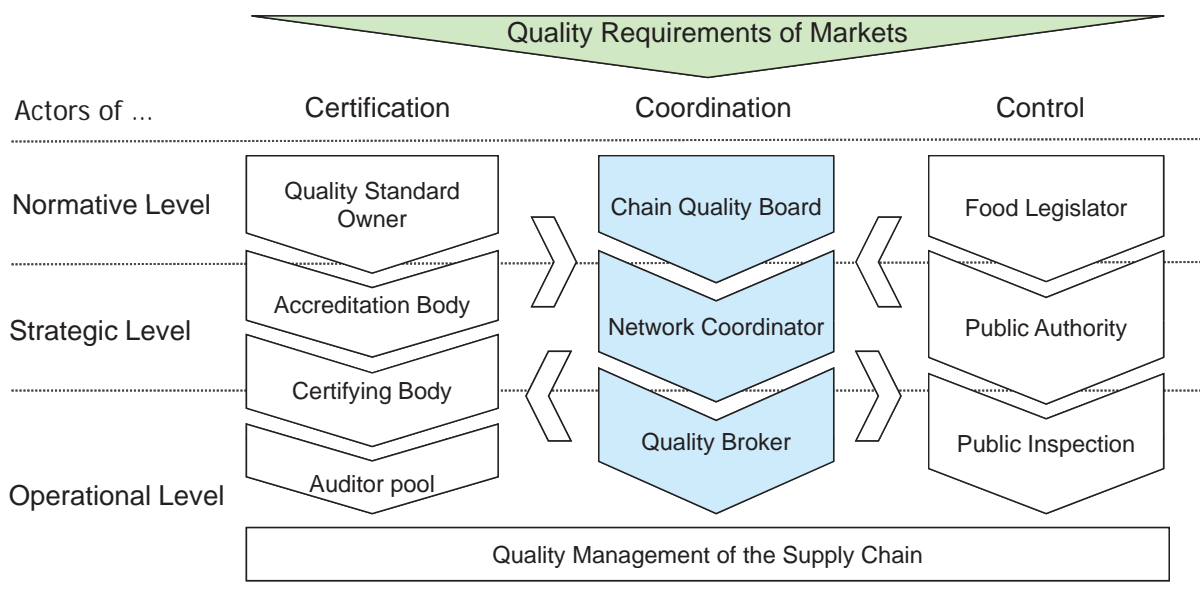 Quality Requirements of Markets
Actors of ...
Certification
Coordination
Control
Normative Level
Quality Standard
Owner
Chain Quality Board
Food Legislator
Strategic Level
Accreditation Body
Network Coordinator
Public Authority
Certifying Body
Quality Broker
Public Inspection
Operational Level
Auditor pool
Quality Management of the Supply Chain